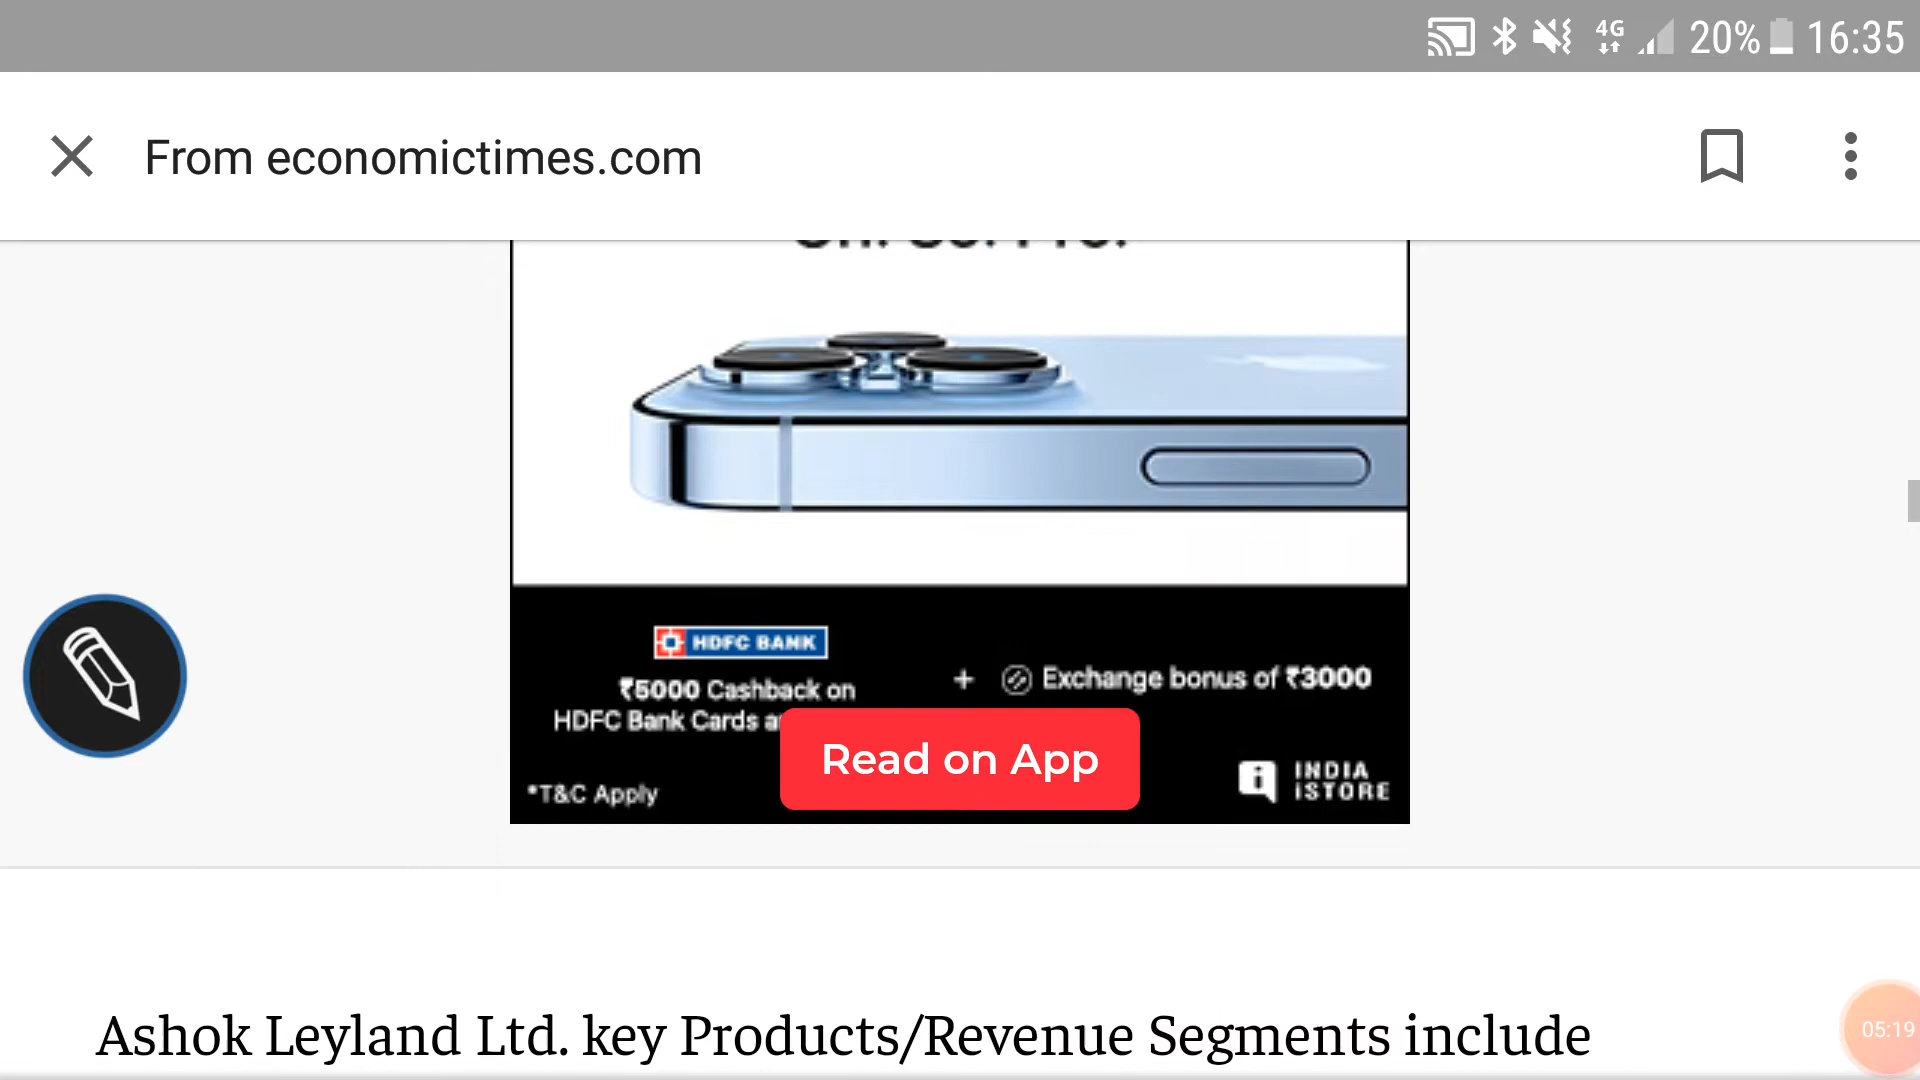 4G 20% 16:35
From economictimes.com
HDFC BANK
₹5000 Cashback on
HDFC Bank Cards
+ Exchange bonus of ₹3000
Read on App
*T&C Apply
INDIA
iSTORE
Ashok Leyland Ltd. key Products/Revenue Segments include
05:19